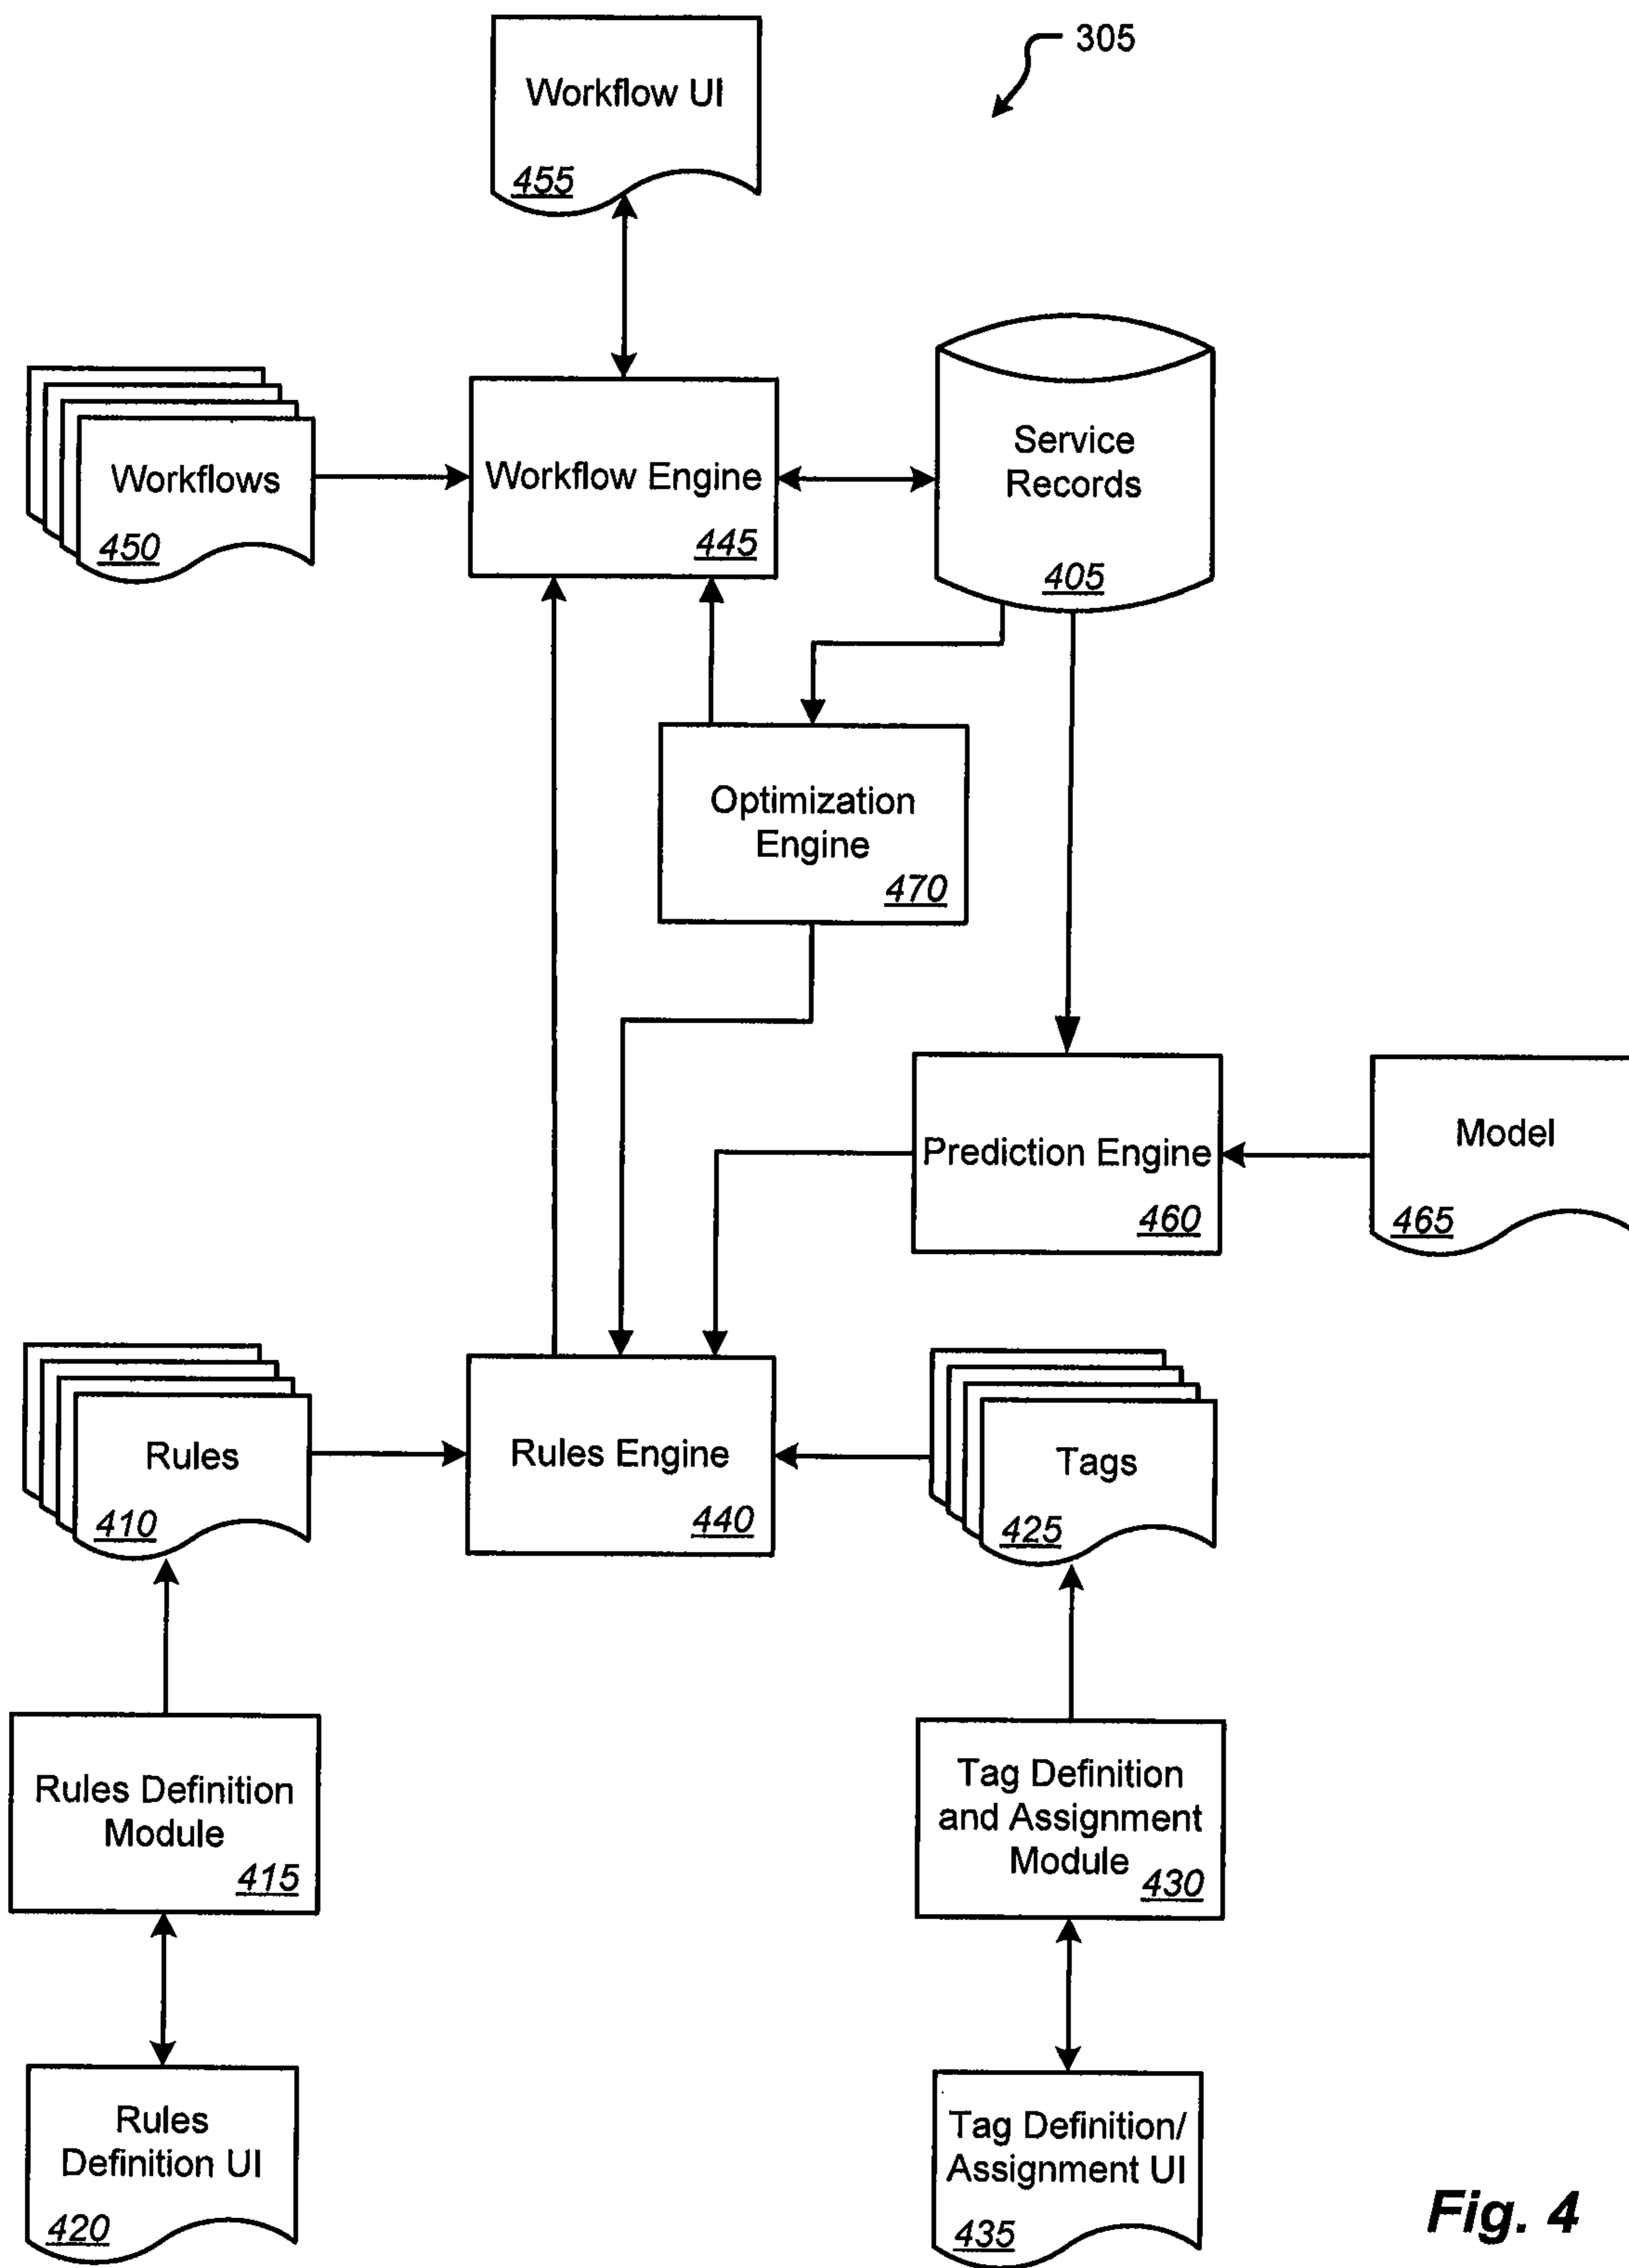 305
Workflow UI
455
Workflows
450
Workflow Engine
445
Service
Records
405
Optimization
Engine
470
Prediction Engine
460
Model
465
Rules
410
Rules Engine
440
Tags
425
Rules Definition
Module
415
Tag Definition
and Assignment
Module
430
Rules
Definition UI
420
Tag Definition/
Assignment UI
435
Fig. 4